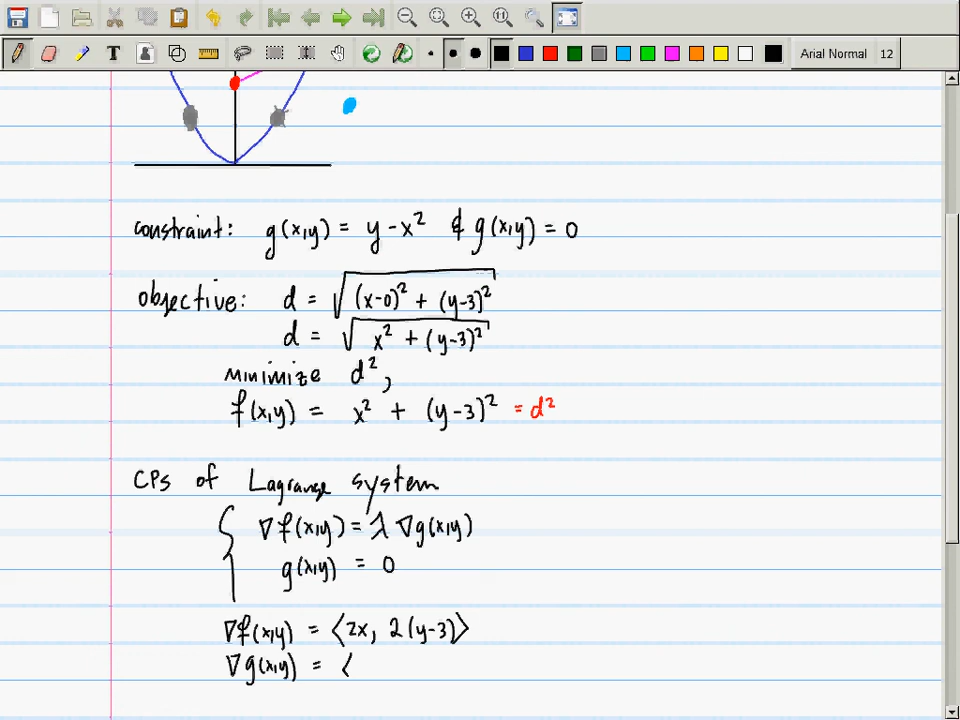 T Arial Normal 12
constraint: g(x,y) = y - x² & g(x,y) = 0
objective: d = √((x-0)² + (y-3)²)
d = √(x² + (y-3)²)
minimize d²,
f(x,y) = x² + (y-3)² = d²
CPs of Lagrange system
{ ∇f(x,y) = λ ∇g(x,y)
g(x,y) = 0
∇f(x,y) = ⟨2x, 2(y-3)⟩
∇g(x,y) = ⟨